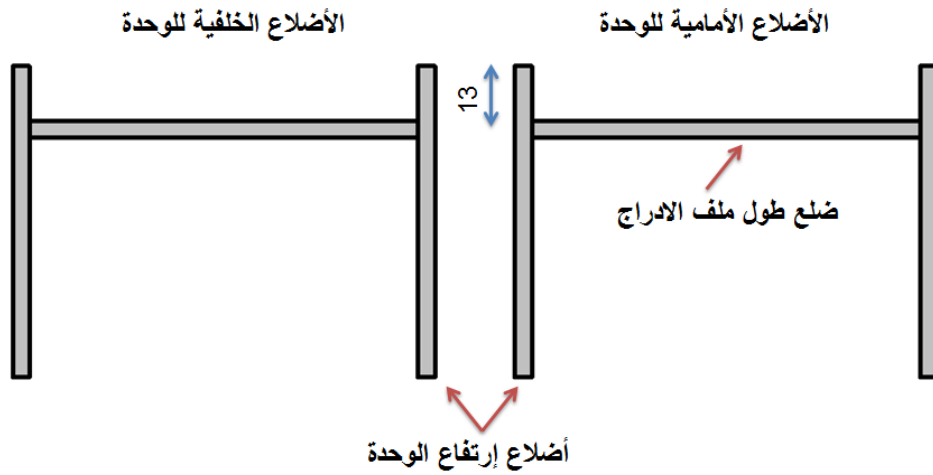 الأضلاع الأمامية للوحدة
الأضلاع الخلفية للوحدة
13
ضلع طول ملف الادراج
أضلاع إرتفاع الوحدة